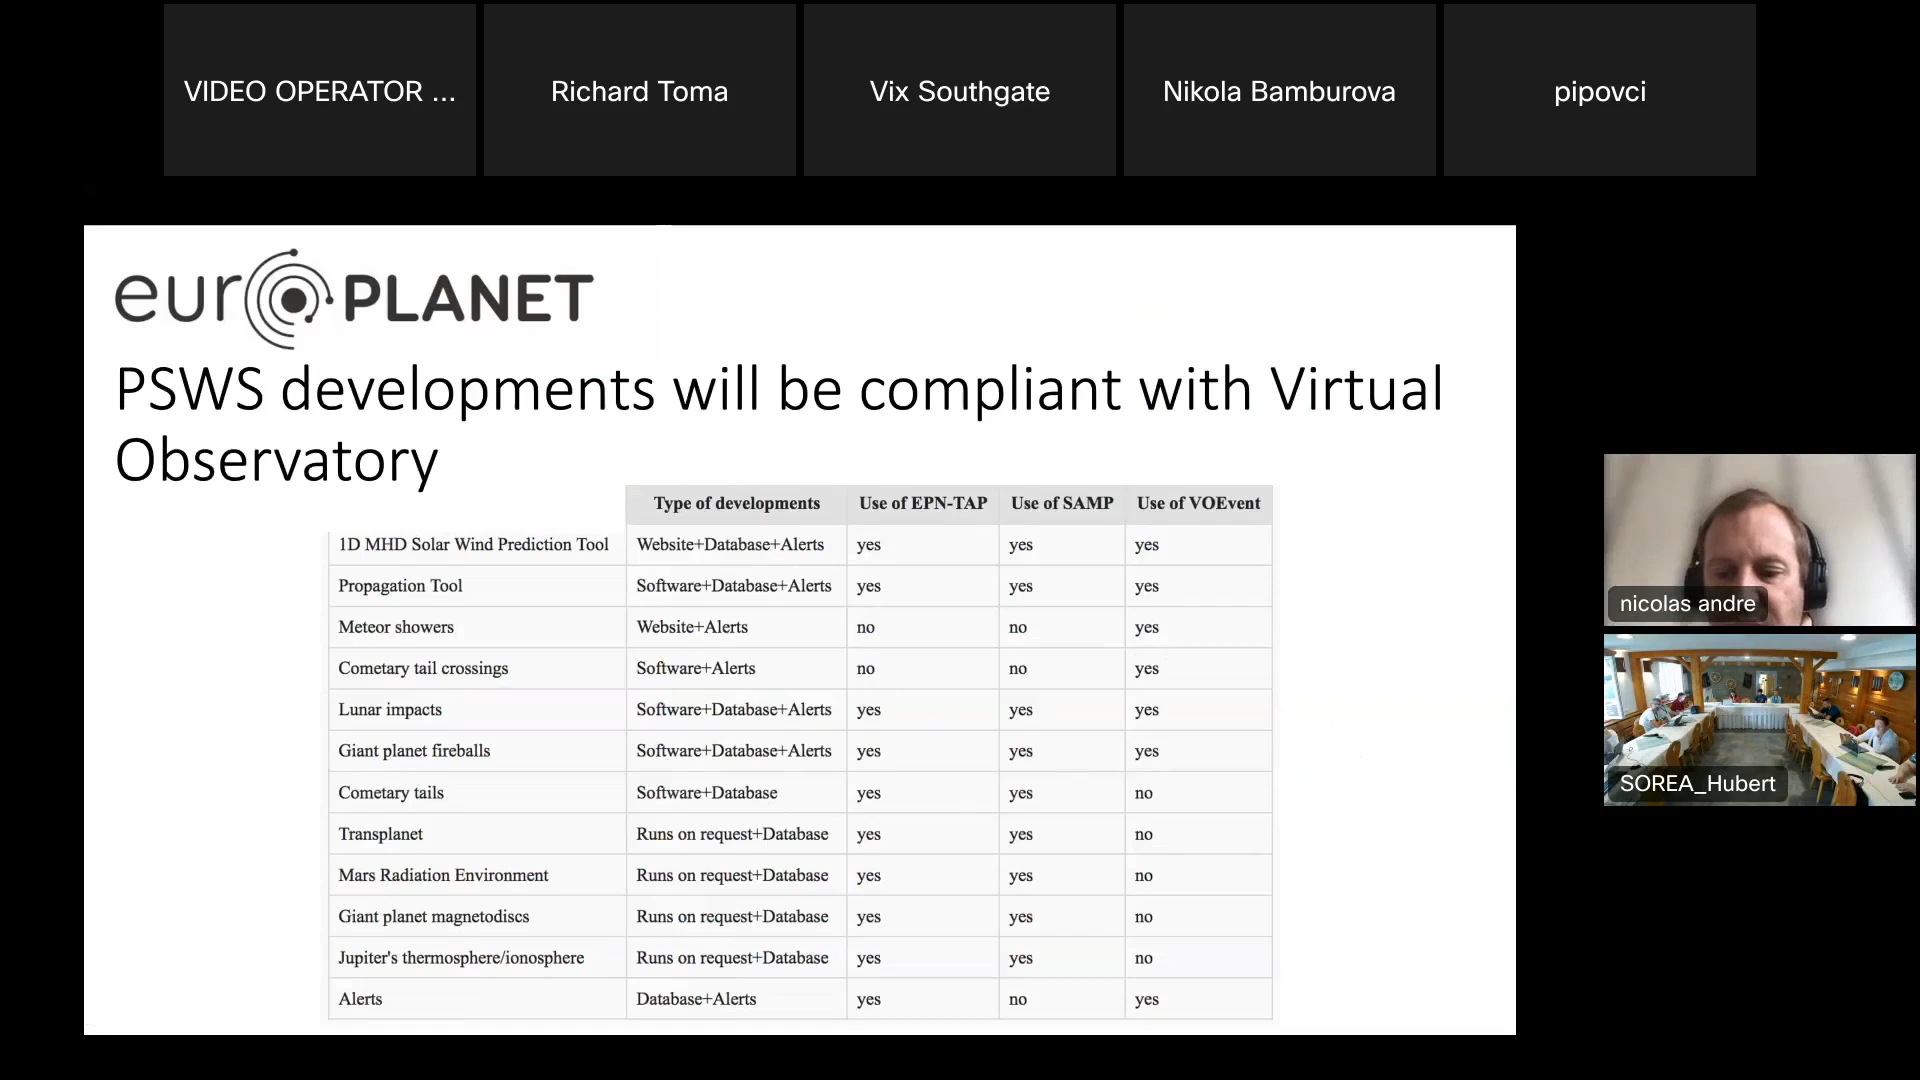 VIDEO OPERATOR ...
Richard Toma
Vix Southgate
Nikola Bamburova
pipovci
eur PLANET
PSWS developments will be compliant with Virtual
Observatory
Type of developments Use of EPN-TAP Use of SAMP Use of VOEvent
1D MHD Solar Wind Prediction Tool Website+Database+Alerts yes yes yes
Propagation Tool Software+Database+Alerts yes yes yes
Meteor showers Website+Alerts no no yes
Cometary tail crossings Software+Alerts no no yes
Lunar impacts Software+Database+Alerts yes yes yes
Giant planet fireballs Software+Database+Alerts yes yes yes
Cometary tails Software+Database yes yes no
Transplanet Runs on request+Database yes yes no
Mars Radiation Environment Runs on request+Database yes yes no
Giant planet magnetodiscs Runs on request+Database yes yes no
Jupiter's thermosphere/ionosphere Runs on request+Database yes yes no
Alerts Database+Alerts yes no yes
nicolas andre
SOREA_Hubert